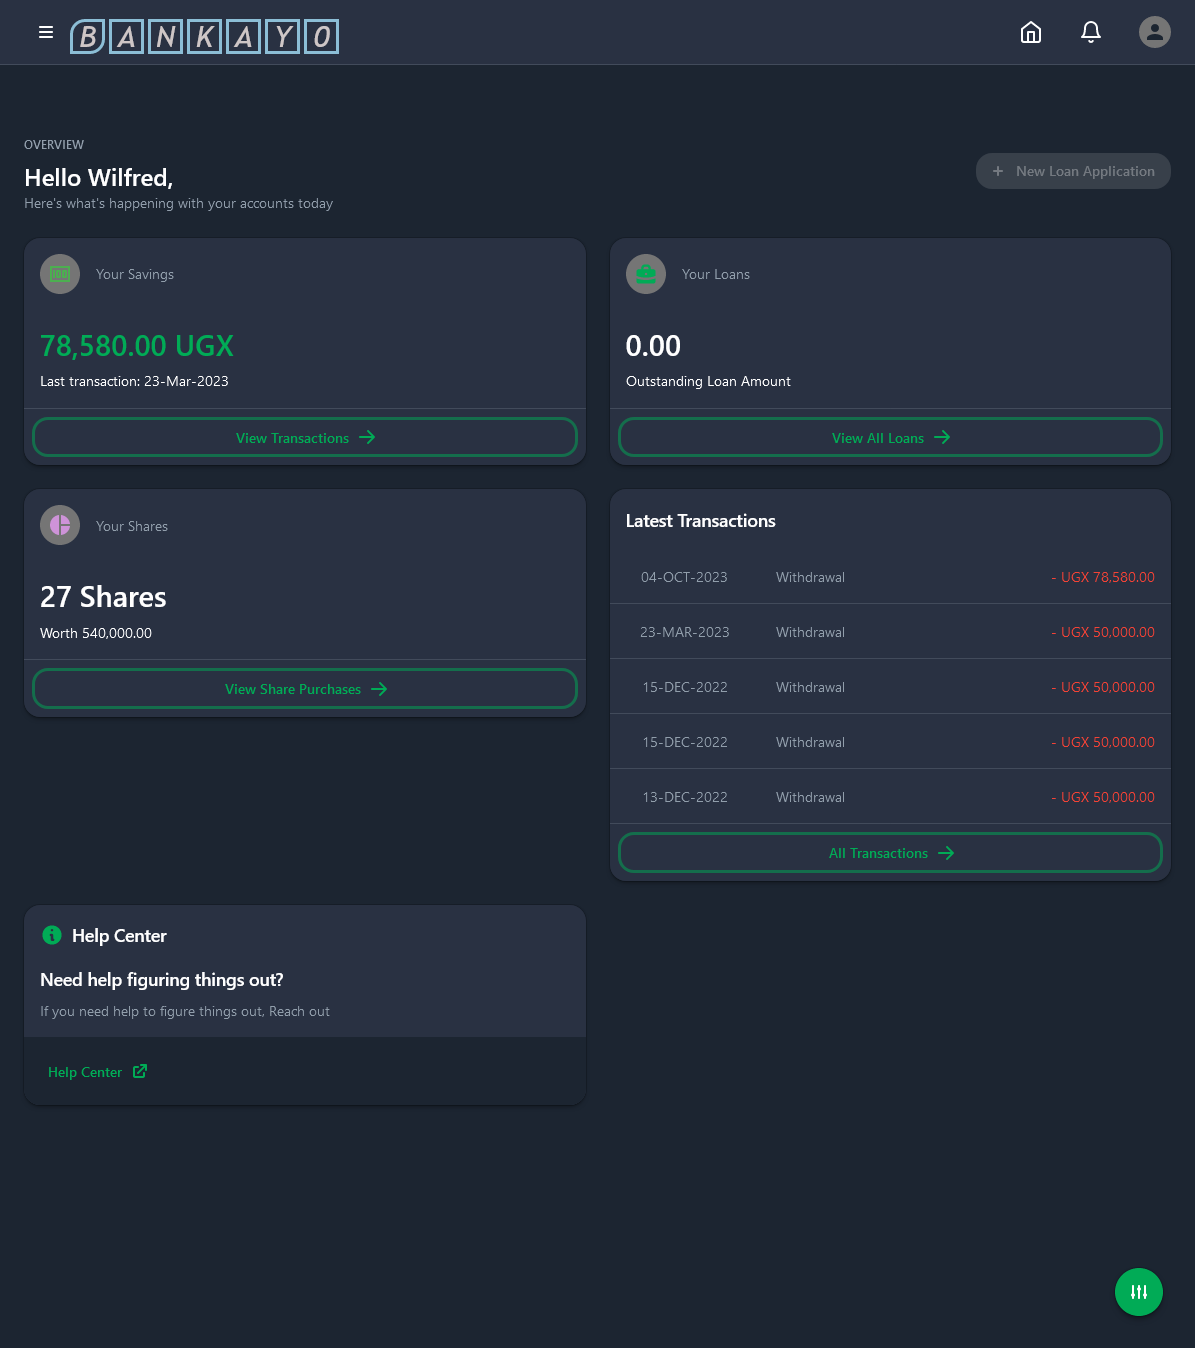 BANKAYO
OVERVIEW
Hello Wilfred,
Here's what's happening with your accounts today
+ New Loan Application
100
Your Savings
78,580.00 UGX
Last transaction: 23-Mar-2023
View Transactions
Your Loans
0.00
Outstanding Loan Amount
View All Loans
Your Shares
27 Shares
Worth 540,000.00
View Share Purchases
Latest Transactions
04-OCT-2023 Withdrawal - UGX 78,580.00
23-MAR-2023 Withdrawal - UGX 50,000.00
15-DEC-2022 Withdrawal - UGX 50,000.00
15-DEC-2022 Withdrawal - UGX 50,000.00
13-DEC-2022 Withdrawal - UGX 50,000.00
All Transactions
Help Center
Need help figuring things out?
If you need help to figure things out, Reach out
Help Center